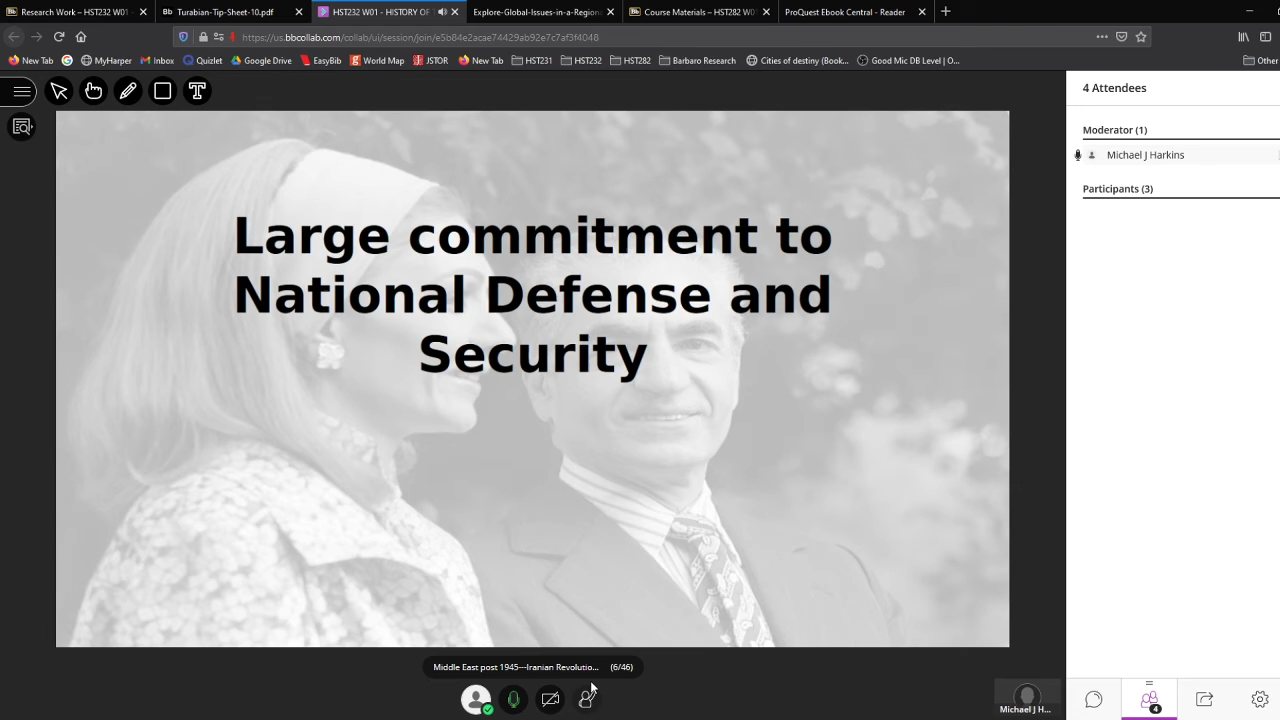 Research Work – HST232 W01 -
Turabian-Tip-Sheet-10.pdf
HST232 W01 - HISTORY OF T
Explore-Global-Issues-in-a-Regiona
Course Materials – HST282 W01
ProQuest Ebook Central - Reader
https://us.bbcollab.com/collab/ui/session/join/e5b84e2acae74429ab92e7c7af3f4048
New Tab
MyHarper
Inbox
Quizlet
Google Drive
EasyBib
World Map
JSTOR
New Tab
HST231
HST232
HST282
Barbaro Research
Cities of destiny (Book...
Good Mic DB Level | O...
Other
4 Attendees
Moderator (1)
Michael J Harkins
Participants (3)
Large commitment to
National Defense and
Security
Middle East post 1945---Iranian Revolutio... (6/46)
Michael J H...
4